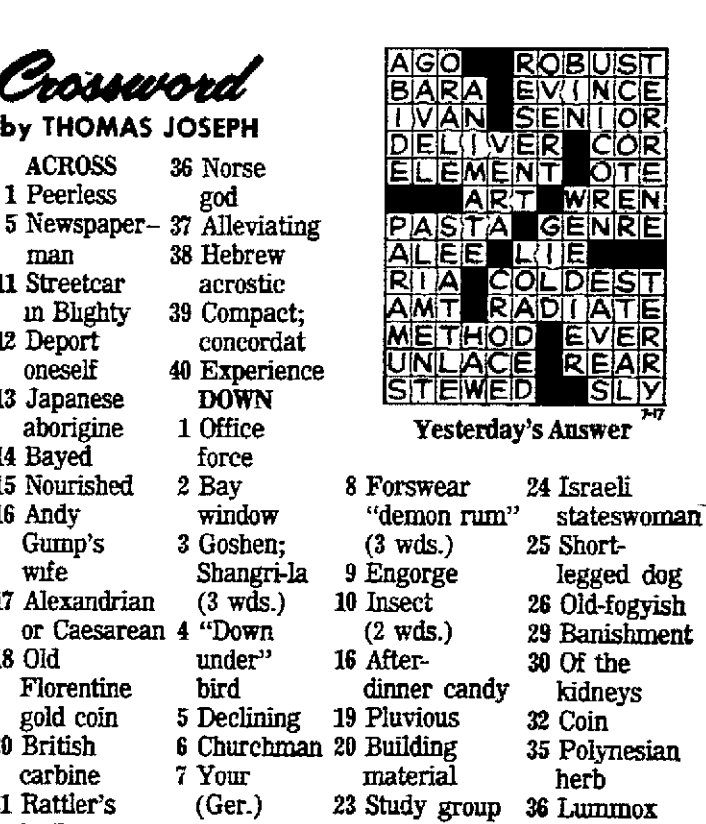 Crossword
by THOMAS JOSEPH
ACROSS
1 Peerless
5 Newspaper-
man
11 Streetcar
in Blighty
12 Deport
oneself
13 Japanese
aborigine
14 Bayed
15 Nourished
16 Andy
Gump's
wife
17 Alexandrian
or Caesarean
18 Old
Florentine
gold coin
20 British
carbine
21 Rattler's
36 Norse
god
37 Alleviating
38 Hebrew
acrostic
39 Compact;
concordat
40 Experience
DOWN
1 Office
force
2 Bay
window
3 Goshen;
Shangri-la
(3 wds.)
4 "Down
under"
bird
5 Declining
6 Churchman
7 Your
(Ger.)
AGO ROBUST
BARA EVINCE
IVAN SENIOR
DELIVER COR
ELEMENT OTE
ART WREN
PASTA GENRE
ALEE LIE
RIA COLDEST
AMT RADIATE
METHOD EVER
UNLACE REAR
STEWED SLY
7-17
Yesterday's Answer
8 Forswear
"demon rum"
(3 wds.)
9 Engorge
10 Insect
(2 wds.)
16 After-
dinner candy
19 Pluvious
20 Building
material
23 Study group
24 Israeli
stateswoman
25 Short-
legged dog
26 Old-fogyish
29 Banishment
30 Of the
kidneys
32 Coin
35 Polynesian
herb
36 Lummox